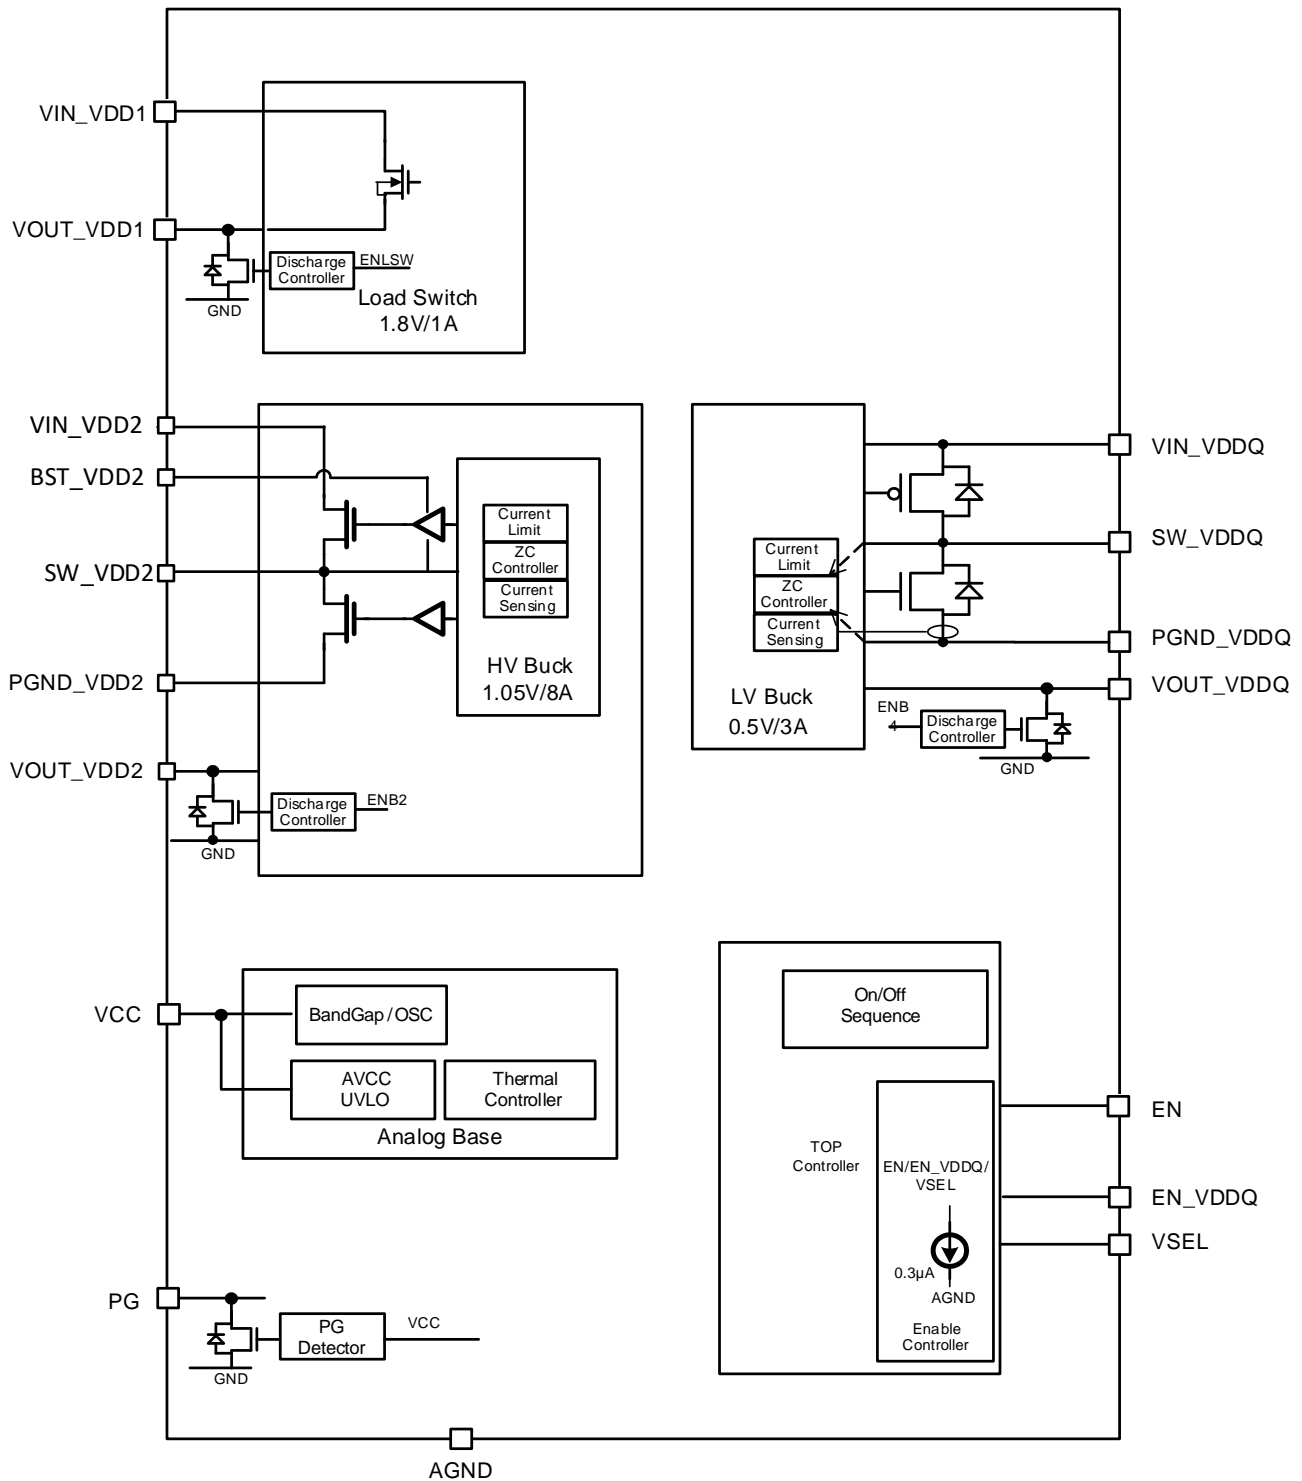 VIN_VDD1
VOUT_VDD1
Discharge
Controller
ENLSW
GND
Load Switch
1.8V/1A
VIN_VDD2
BST_VDD2
SW_VDD2
PGND_VDD2
VOUT_VDD2
Current
Limit
ZC
Controller
Current
Sensing
HV Buck
1.05V/8A
Discharge
Controller
ENB2
GND
VIN_VDDQ
SW_VDDQ
PGND_VDDQ
VOUT_VDDQ
Current
Limit
ZC
Controller
Current
Sensing
LV Buck
0.5V/3A
ENB
4
Discharge
Controller
GND
VCC
BandGap/OSC
AVCC
UVLO
Thermal
Controller
Analog Base
On/Off
Sequence
TOP
Controller
EN/EN_VDDQ/
VSEL
0.3µA
AGND
Enable
Controller
EN
EN_VDDQ
VSEL
PG
PG
Detector
VCC
GND
AGND